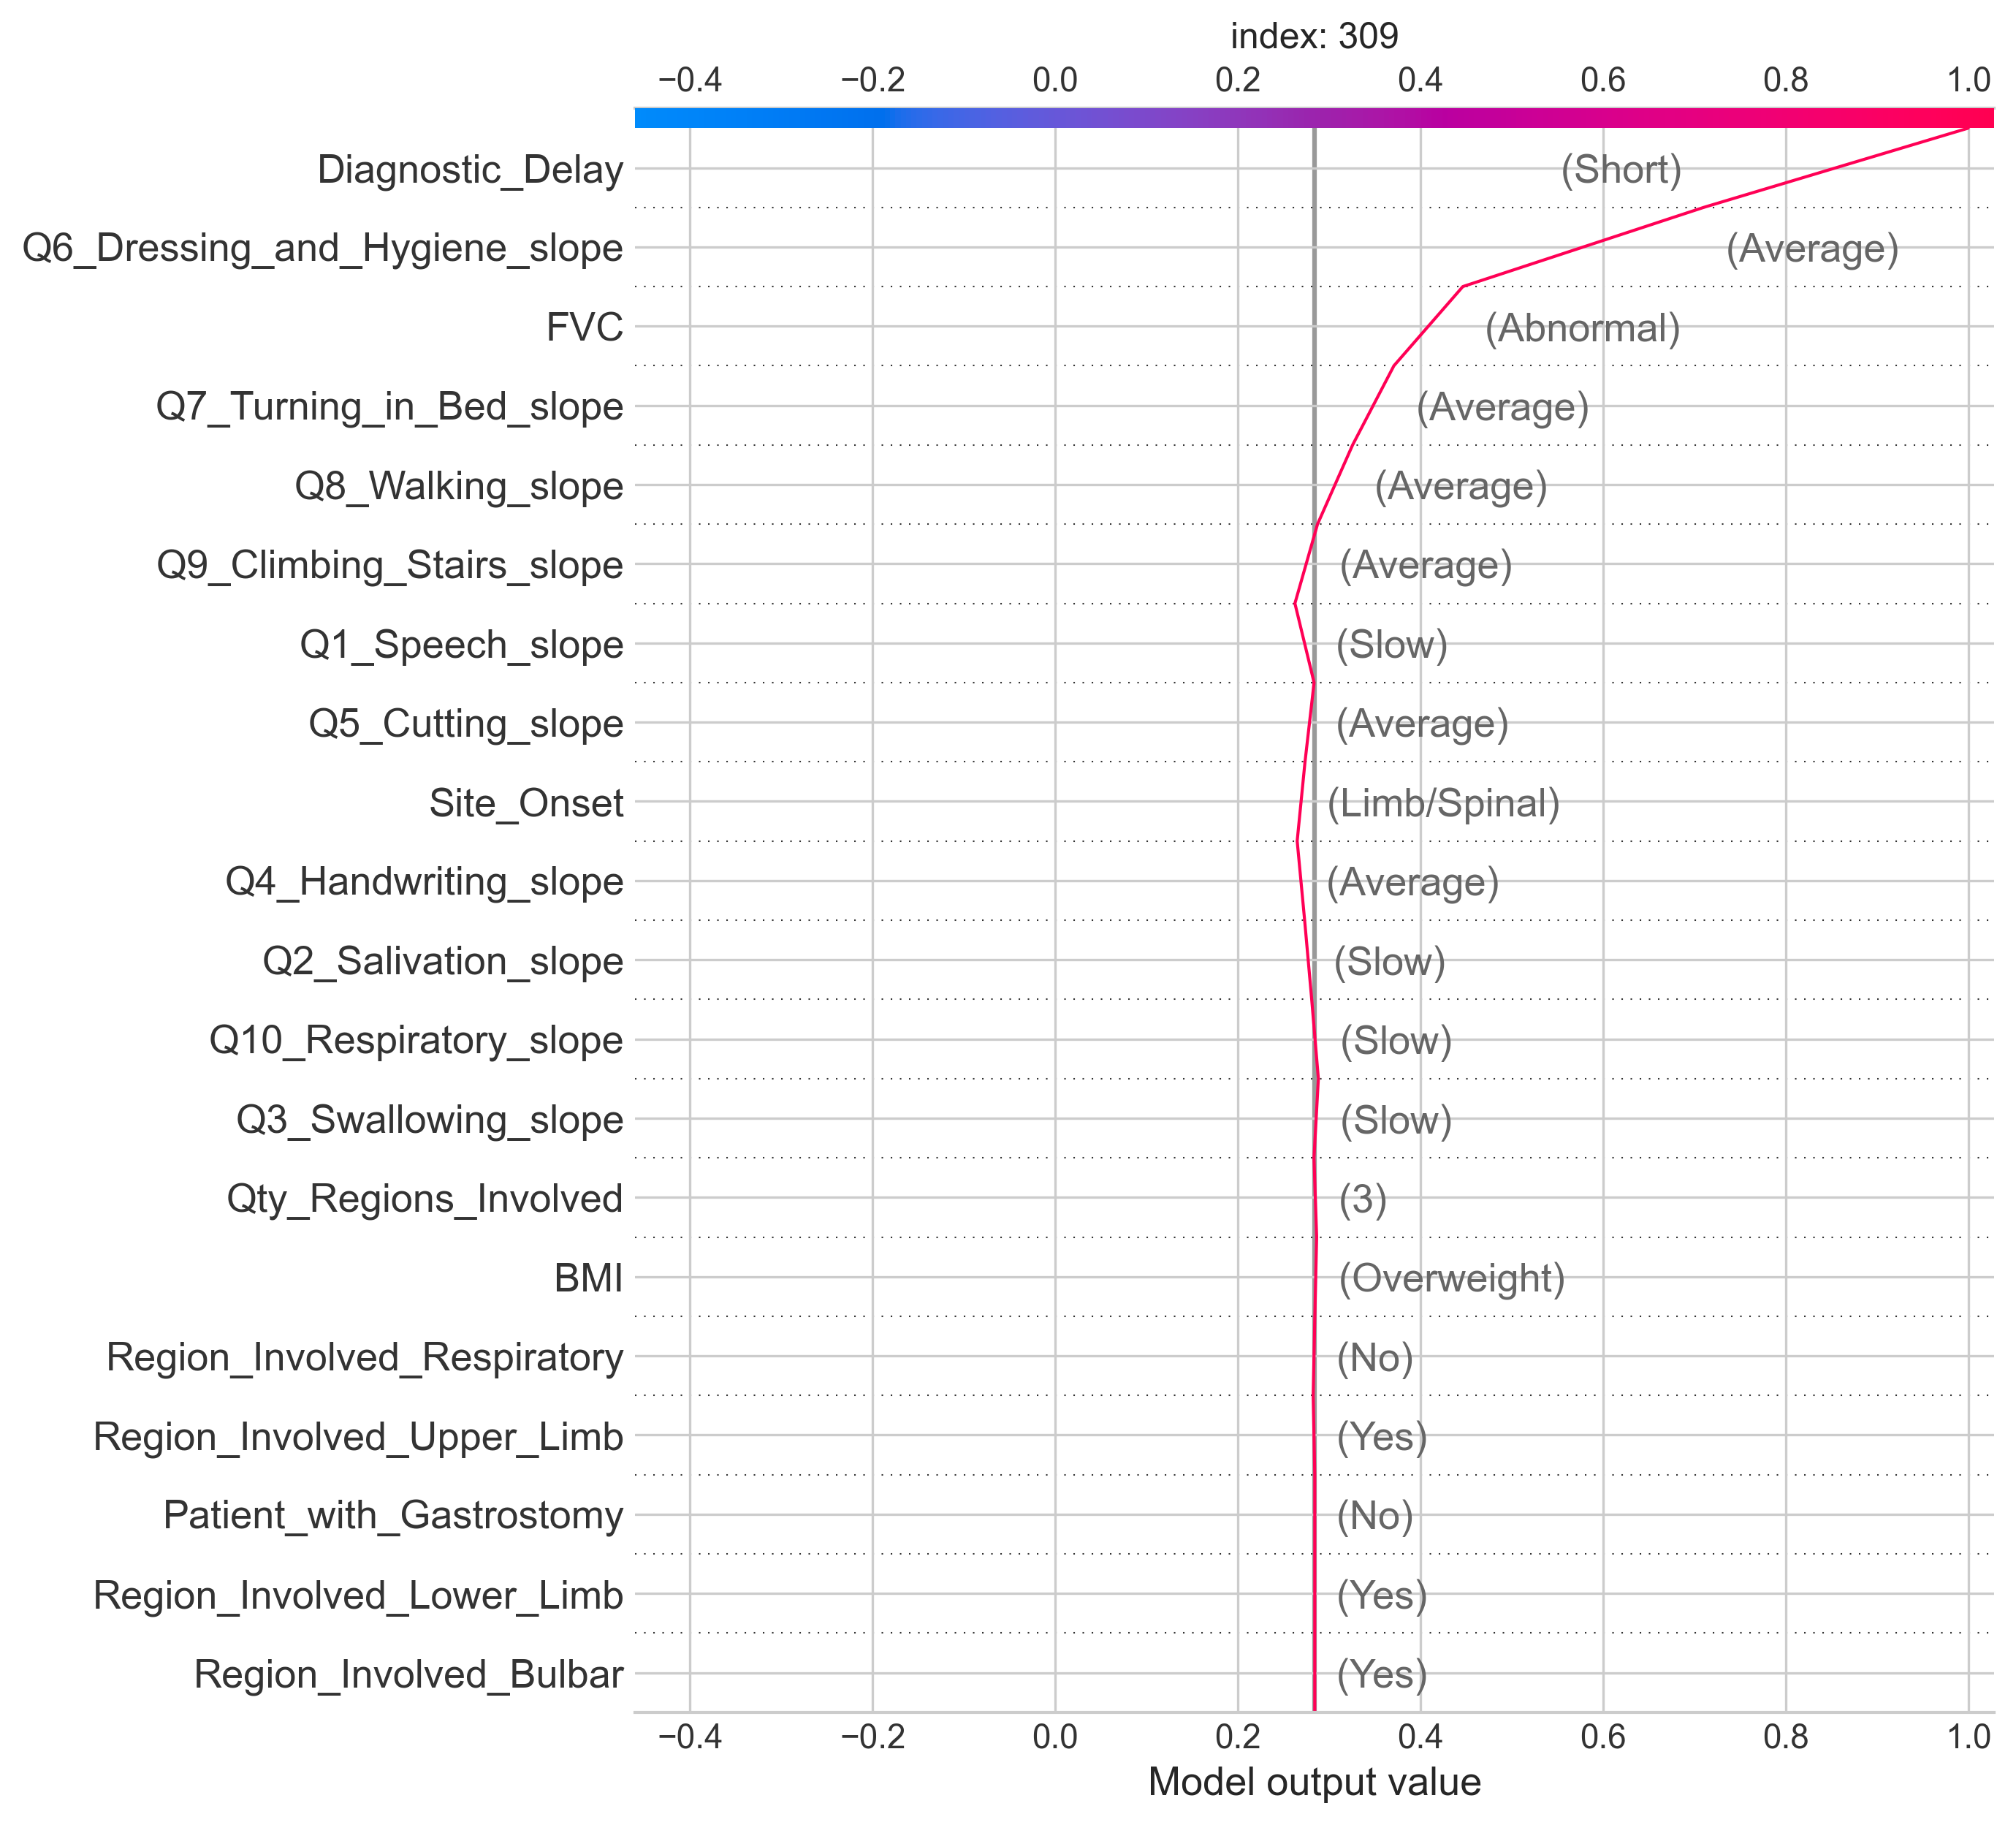 index: 309
−0.4 −0.2 0.0 0.2 0.4 0.6 0.8 1.0
Diagnostic_Delay (Short)
Q6_Dressing_and_Hygiene_slope (Average)
FVC (Abnormal)
Q7_Turning_in_Bed_slope (Average)
Q8_Walking_slope (Average)
Q9_Climbing_Stairs_slope (Average)
Q1_Speech_slope (Slow)
Q5_Cutting_slope (Average)
Site_Onset (Limb/Spinal)
Q4_Handwriting_slope (Average)
Q2_Salivation_slope (Slow)
Q10_Respiratory_slope (Slow)
Q3_Swallowing_slope (Slow)
Qty_Regions_Involved (3)
BMI (Overweight)
Region_Involved_Respiratory (No)
Region_Involved_Upper_Limb (Yes)
Patient_with_Gastrostomy (No)
Region_Involved_Lower_Limb (Yes)
Region_Involved_Bulbar (Yes)
−0.4 −0.2 0.0 0.2 0.4 0.6 0.8 1.0
Model output value